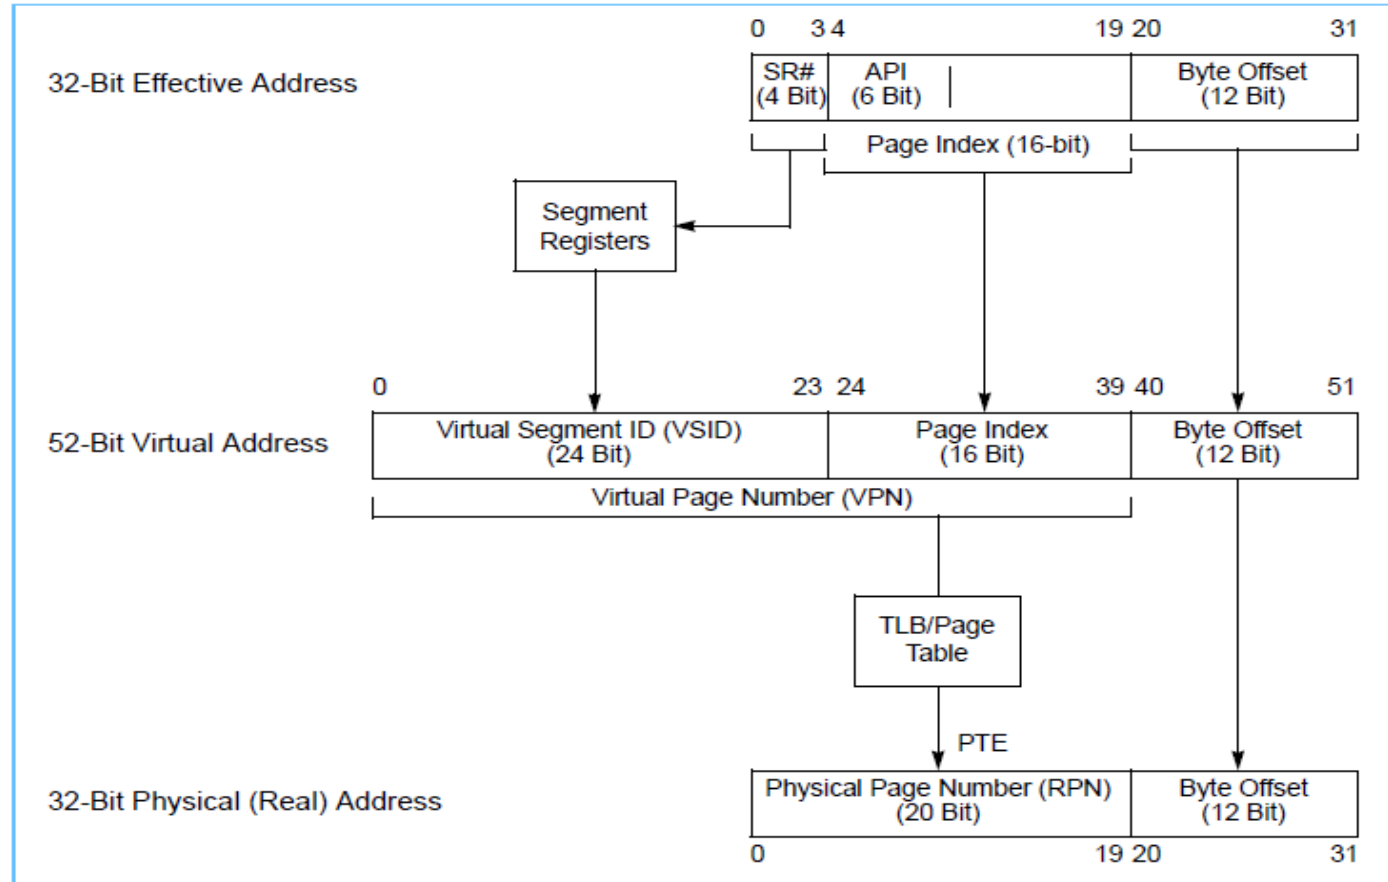 0 3 4 19 20 31
32-Bit Effective Address
SR# API Byte Offset
(4 Bit) (6 Bit) (12 Bit)
Page Index (16-bit)
Segment
Registers
0 23 24 39 40 51
52-Bit Virtual Address
Virtual Segment ID (VSID) Page Index Byte Offset
(24 Bit) (16 Bit) (12 Bit)
Virtual Page Number (VPN)
TLB/Page
Table
PTE
32-Bit Physical (Real) Address
Physical Page Number (RPN) Byte Offset
(20 Bit) (12 Bit)
0 19 20 31